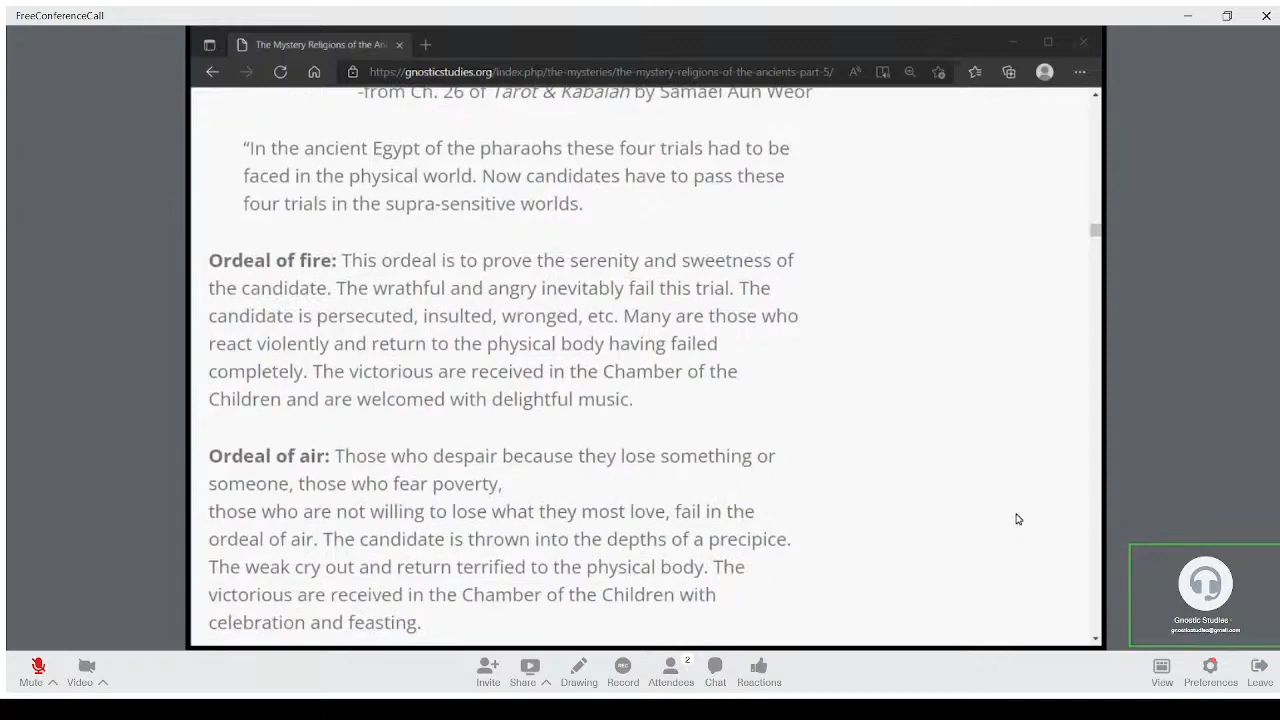 FreeConferenceCall
The Mystery Religions of the An
https://gnosticstudies.org/index.php/the-mysteries/the-mystery-religions-of-the-ancients-part-5/
-from Ch. 26 of Tarot & Kabalah by Samael Aun Weor
“In the ancient Egypt of the pharaohs these four trials had to be
faced in the physical world. Now candidates have to pass these
four trials in the supra-sensitive worlds.
Ordeal of fire: This ordeal is to prove the serenity and sweetness of
the candidate. The wrathful and angry inevitably fail this trial. The
candidate is persecuted, insulted, wronged, etc. Many are those who
react violently and return to the physical body having failed
completely. The victorious are received in the Chamber of the
Children and are welcomed with delightful music.
Ordeal of air: Those who despair because they lose something or
someone, those who fear poverty,
those who are not willing to lose what they most love, fail in the
ordeal of air. The candidate is thrown into the depths of a precipice.
The weak cry out and return terrified to the physical body. The
victorious are received in the Chamber of the Children with
celebration and feasting.
Gnostic Studies -
gnosticstudies@gmail.com
2
REC
Mute Video Invite Share Drawing Record Attendees Chat Reactions View Preferences Leave